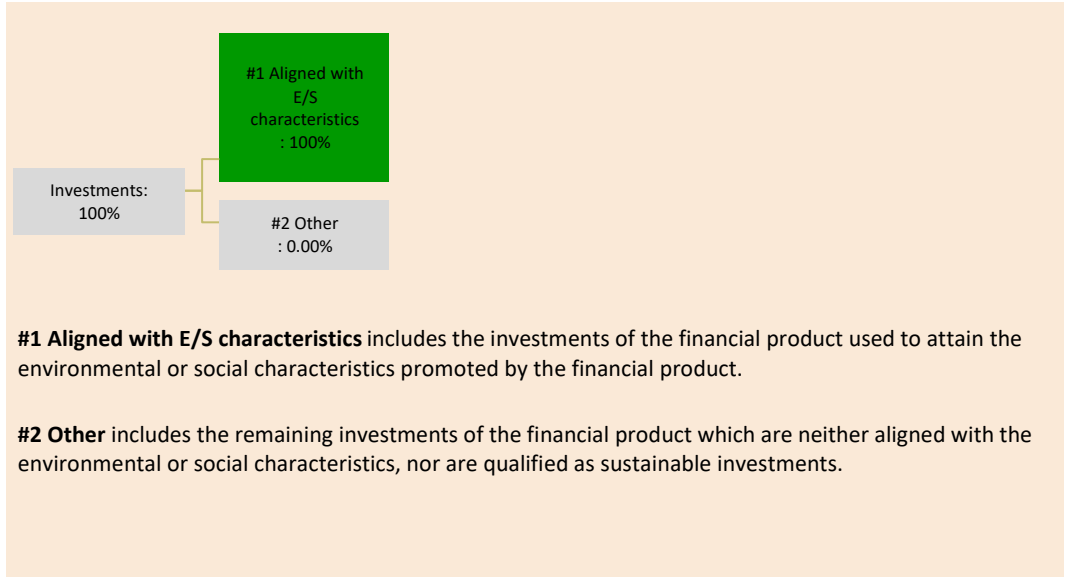 #1 Aligned with
E/S
characteristics
: 100%
Investments:
100%
#2 Other
: 0.00%
#1 Aligned with E/S characteristics includes the investments of the financial product used to attain the
environmental or social characteristics promoted by the financial product.
#2 Other includes the remaining investments of the financial product which are neither aligned with the
environmental or social characteristics, nor are qualified as sustainable investments.